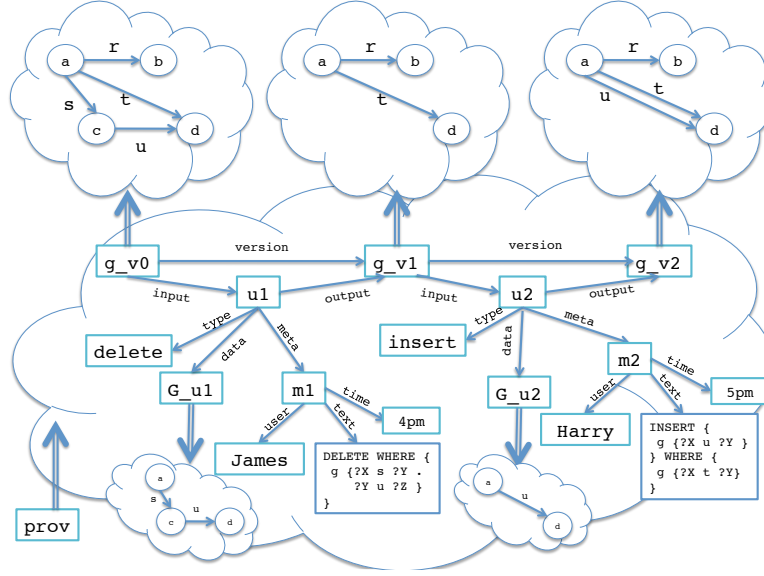 r
a
b
s
t
c
d
u
r
a
b
t
d
r
a
b
t
u
d
version
version
g_v0
g_v1
g_v2
input
u1
output
input
u2
output
type
meta
type
meta
delete
data
insert
data
m2
time
G_u1
m1
time
G_u2
user
text
5pm
user
text
4pm
James
DELETE WHERE {
g {?X s ?Y .
?Y u ?Z }
}
Harry
INSERT {
g {?X u ?Y }
} WHERE {
g {?X t ?Y}
}
a
s
u
c
d
a
u
d
prov